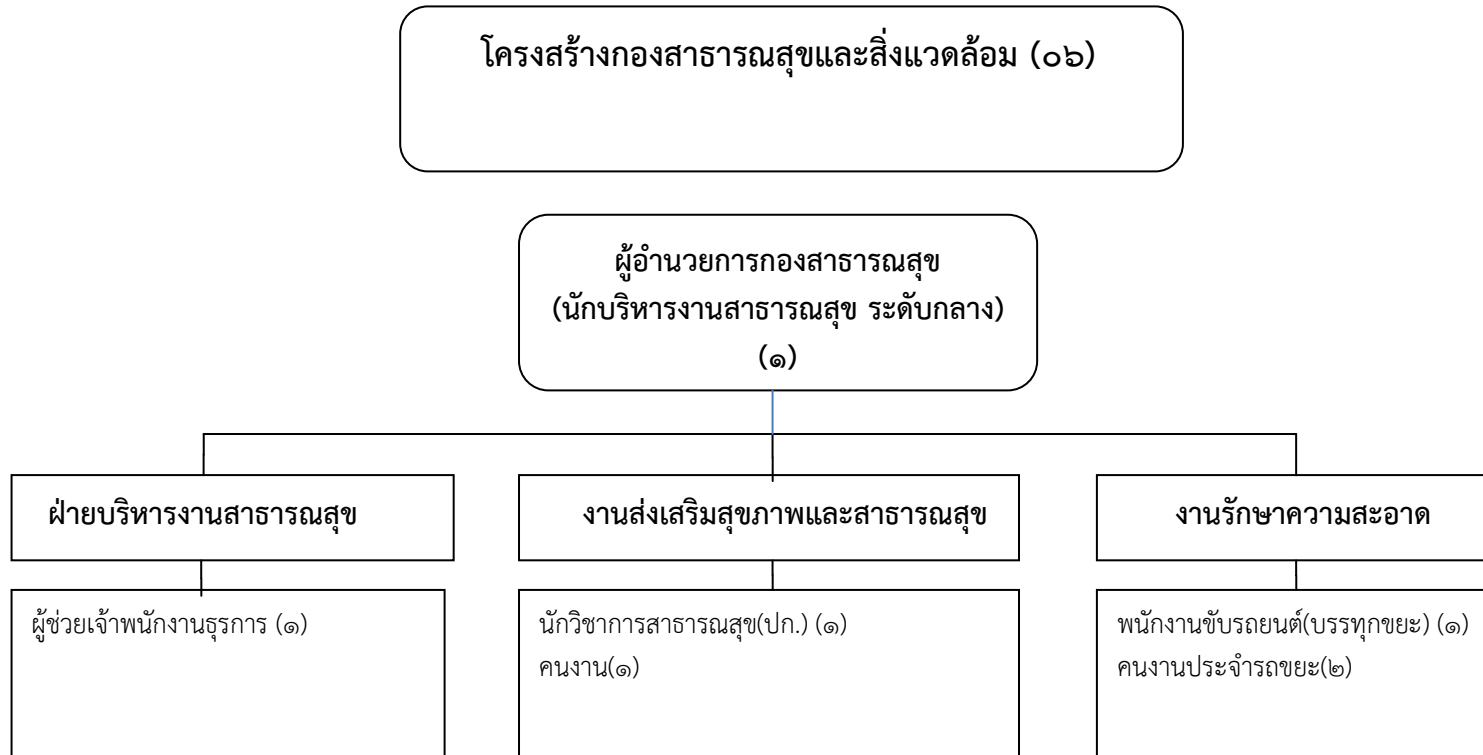 โครงสร้างกองสาธารณสุขและสิ่งแวดล้อม (๐๖)
ผู้อำนวยการกองสาธารณสุข
(นักบริหารงานสาธารณสุข ระดับกลาง)
(๑)
ฝ่ายบริหารงานสาธารณสุข
งานส่งเสริมสุขภาพและสาธารณสุข
งานรักษาความสะอาด
ผู้ช่วยเจ้าพนักงานธุรการ (๑)
นักวิชาการสาธารณสุข(ปก.) (๑)
คนงาน(๑)
พนักงานขับรถยนต์(บรรทุกขยะ) (๑)
คนงานประจำรถขยะ(๒)